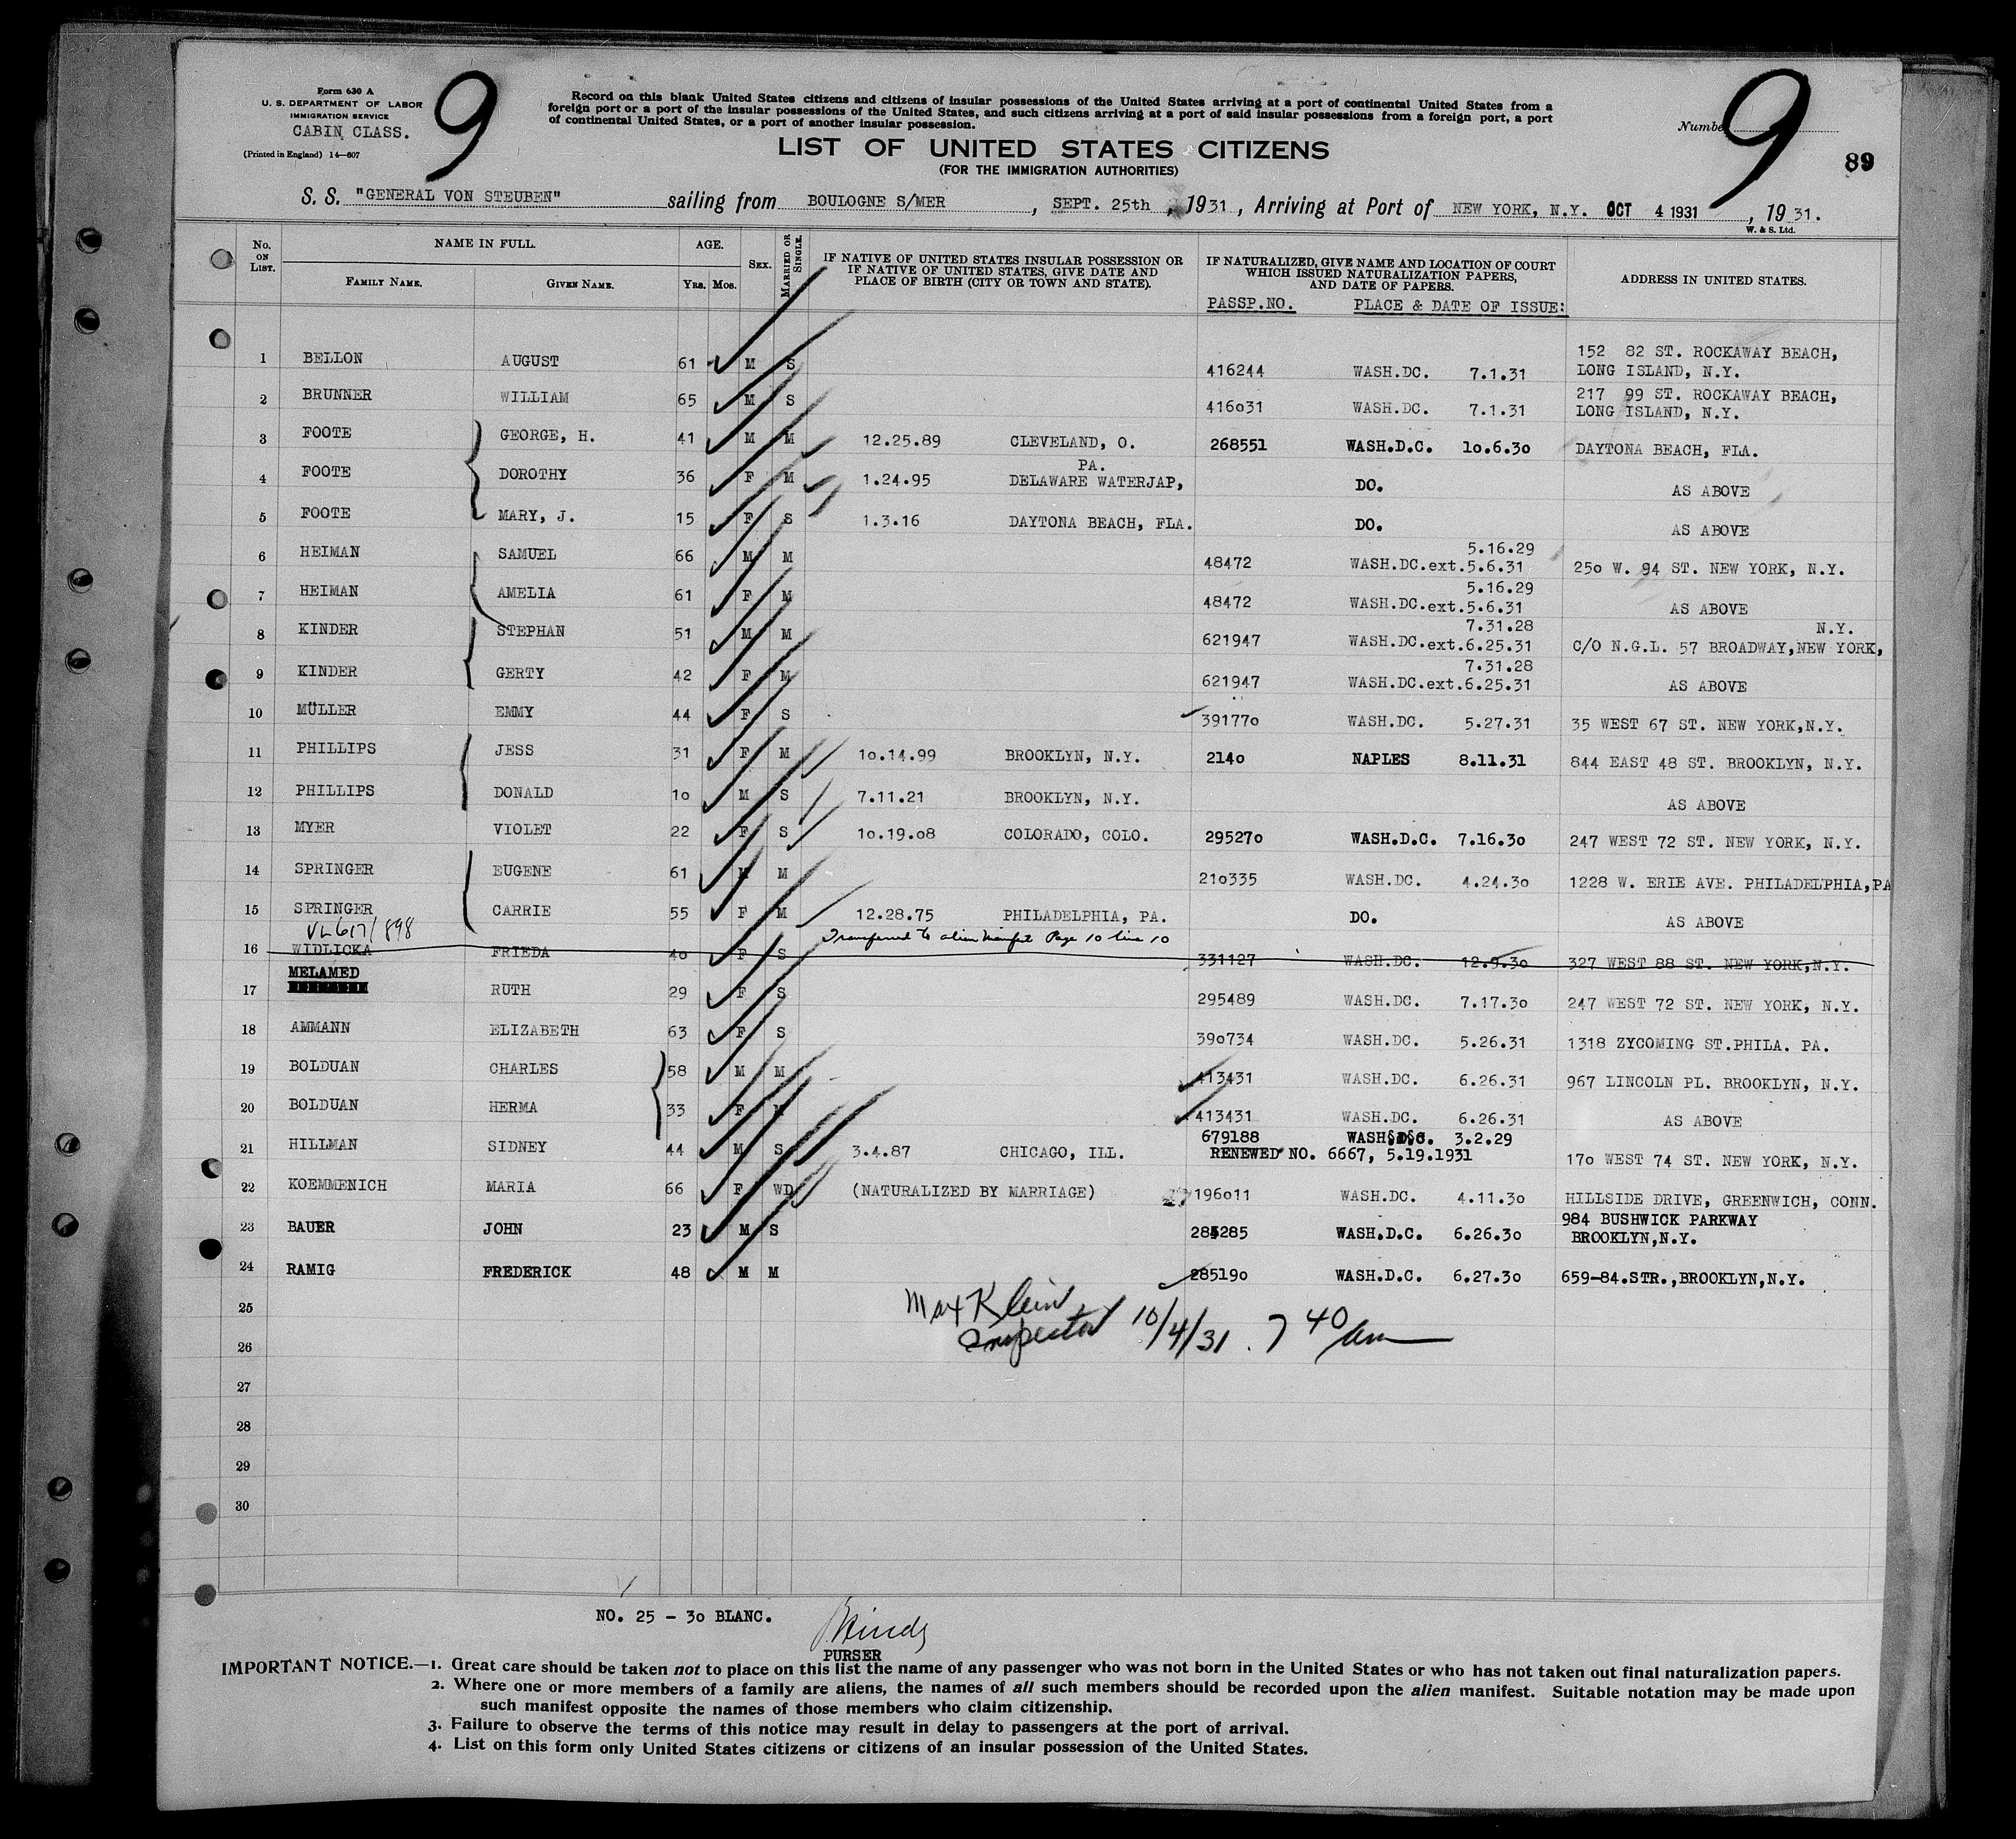 Form 630 A
U. S. DEPARTMENT OF LABOR
IMMIGRATION SERVICE
CABIN CLASS.
(Printed in England) 14—607
9
Record on this blank United States citizens and citizens of insular possessions of the United States arriving at a port of continental United States from a
foreign port or a port of the insular possessions of the United States, and such citizens arriving at a port of said insular possessions from a foreign port, a port
of continental United States, or a port of another insular possession.
LIST OF UNITED STATES CITIZENS
(FOR THE IMMIGRATION AUTHORITIES)
Number
9
89
S. S. "GENERAL VON STEUBEN" sailing from BOULOGNE S/MER, SEPT. 25th, 1931, Arriving at Port of NEW YORK, N.Y. OCT 4 1931, 1931.
W. & S. Ltd.
No. ON LIST. NAME IN FULL. AGE. SEX. MARRIED OR SINGLE. IF NATIVE OF UNITED STATES INSULAR POSSESSION OR IF NATIVE OF UNITED STATES, GIVE DATE AND PLACE OF BIRTH (CITY OR TOWN AND STATE). IF NATURALIZED, GIVE NAME AND LOCATION OF COURT WHICH ISSUED NATURALIZATION PAPERS, AND DATE OF PAPERS. ADDRESS IN UNITED STATES.
FAMILY NAME. GIVEN NAME. YRS. MOS. PASSP.NO. PLACE & DATE OF ISSUE:
1 BELLON AUGUST 61 M S 416244 WASH.DC. 7.1.31 152 82 ST. ROCKAWAY BEACH, LONG ISLAND, N.Y.
2 BRUNNER WILLIAM 65 M S 416031 WASH.DC. 7.1.31 217 99 ST. ROCKAWAY BEACH, LONG ISLAND, N.Y.
3 FOOTE GEORGE, H. 41 M M 12.25.89 CLEVELAND, O. 268551 WASH.D.C. 10.6.30 DAYTONA BEACH, FLA.
4 FOOTE DOROTHY 36 F M 1.24.95 DELAWARE WATERJAP, PA. DO. AS ABOVE
5 FOOTE MARY, J. 15 F S 1.3.16 DAYTONA BEACH, FLA. DO. AS ABOVE
6 HEIMAN SAMUEL 66 M M 48472 WASH.DC. 5.16.29 ext.5.6.31 250 W. 94 ST. NEW YORK, N.Y.
7 HEIMAN AMELIA 61 F M 48472 WASH.DC. 5.16.29 ext.5.6.31 AS ABOVE
8 KINDER STEPHAN 51 M M 621947 WASH.DC. 7.31.28 ext.6.25.31 C/O N.G.L. 57 BROADWAY,NEW YORK, N.Y.
9 KINDER GERTY 42 F M 621947 WASH.DC. 7.31.28 ext.6.25.31 AS ABOVE
10 MÜLLER EMMY 44 F S 391770 WASH.DC. 5.27.31 35 WEST 67 ST. NEW YORK,N.Y.
11 PHILLIPS JESS 31 F M 10.14.99 BROOKLYN, N.Y. 2140 NAPLES 8.11.31 844 EAST 48 ST. BROOKLYN, N.Y.
12 PHILLIPS DONALD 10 M S 7.11.21 BROOKLYN, N.Y. AS ABOVE
13 MYER VIOLET 22 F S 10.19.08 COLORADO, COLO. 295270 WASH.D.C. 7.16.30 247 WEST 72 ST. NEW YORK, N.Y.
14 SPRINGER EUGENE 61 M M 210335 WASH.DC. 4.24.30 1228 W. ERIE AVE. PHILADELPHIA,PA
15 SPRINGER CARRIE 55 F M 12.28.75 PHILADELPHIA, PA. DO. AS ABOVE
Transferred to alien manifest Page 10 line 10
16 WIDLICKA FRIEDA 40 F S 331127 WASH.DC. 12.9.30 327 WEST 88 ST. NEW YORK,N.Y.
17 MELAMED RUTH 29 F S 295489 WASH.DC. 7.17.30 247 WEST 72 ST. NEW YORK, N.Y.
18 AMMANN ELIZABETH 63 F S 390734 WASH.DC. 5.26.31 1318 ZYCOMING ST.PHILA. PA.
19 BOLDUAN CHARLES 58 M M 413431 WASH.DC. 6.26.31 967 LINCOLN PL. BROOKLYN, N.Y.
20 BOLDUAN HERMA 33 F M 413431 WASH.DC. 6.26.31 AS ABOVE
21 HILLMAN SIDNEY 44 M S 3.4.87 CHICAGO, ILL. 679188 WASH.D.C. 3.2.29 RENEWED NO. 6667, 5.19.1931 170 WEST 74 ST. NEW YORK, N.Y.
22 KOEMMENICH MARIA 66 F WD (NATURALIZED BY MARRIAGE) 196011 WASH.DC. 4.11.30 HILLSIDE DRIVE, GREENWICH, CONN.
23 BAUER JOHN 23 M S 285285 WASH.D.C. 6.26.30 984 BUSHWICK PARKWAY BROOKLYN,N.Y.
24 RAMIG FREDERICK 48 M M 285190 WASH.D.C. 6.27.30 659-84.STR.,BROOKLYN,N.Y.
25
Max Klein
Inspector 10/4/31. 7 40 am
26
27
28
29
30
NO. 25 - 30 BLANC.
PURSER
IMPORTANT NOTICE.—1. Great care should be taken not to place on this list the name of any passenger who was not born in the United States or who has not taken out final naturalization papers.
2. Where one or more members of a family are aliens, the names of all such members should be recorded upon the alien manifest. Suitable notation may be made upon
such manifest opposite the names of those members who claim citizenship.
3. Failure to observe the terms of this notice may result in delay to passengers at the port of arrival.
4. List on this form only United States citizens or citizens of an insular possession of the United States.